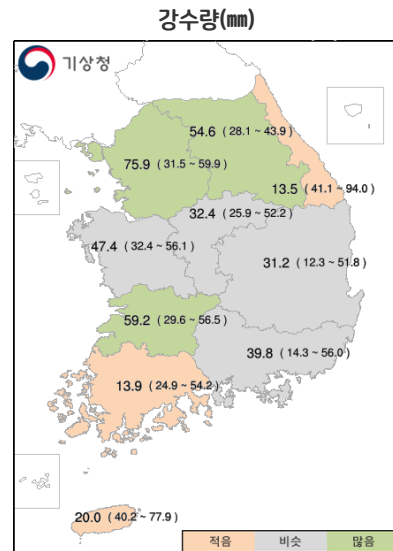 강수량(㎜)
기상청
54.6 (28.1 ~ 43.9)
75.9 (31.5 ~ 59.9)
13.5 (41.1 ~ 94.0)
32.4 (25.9 ~ 52.2)
47.4 (32.4 ~ 56.1)
31.2 (12.3 ~ 51.8)
59.2 (29.6 ~ 56.5)
39.8 (14.3 ~ 56.0)
13.9 (24.9 ~ 54.2)
20.0 (40.2 ~ 77.9)
적음 비슷 많음